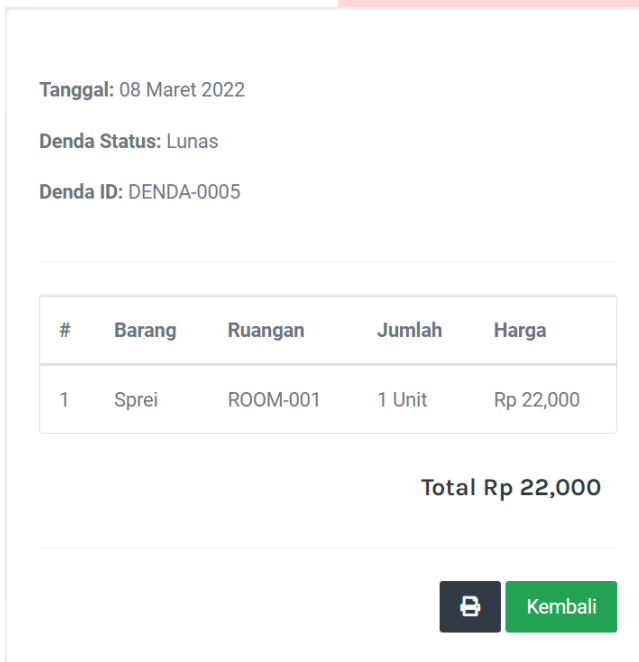 Tanggal: 08 Maret 2022
Denda Status: Lunas
Denda ID: DENDA-0005
# Barang Ruangan Jumlah Harga
1 Sprei ROOM-001 1 Unit Rp 22,000
Total Rp 22,000
Kembali